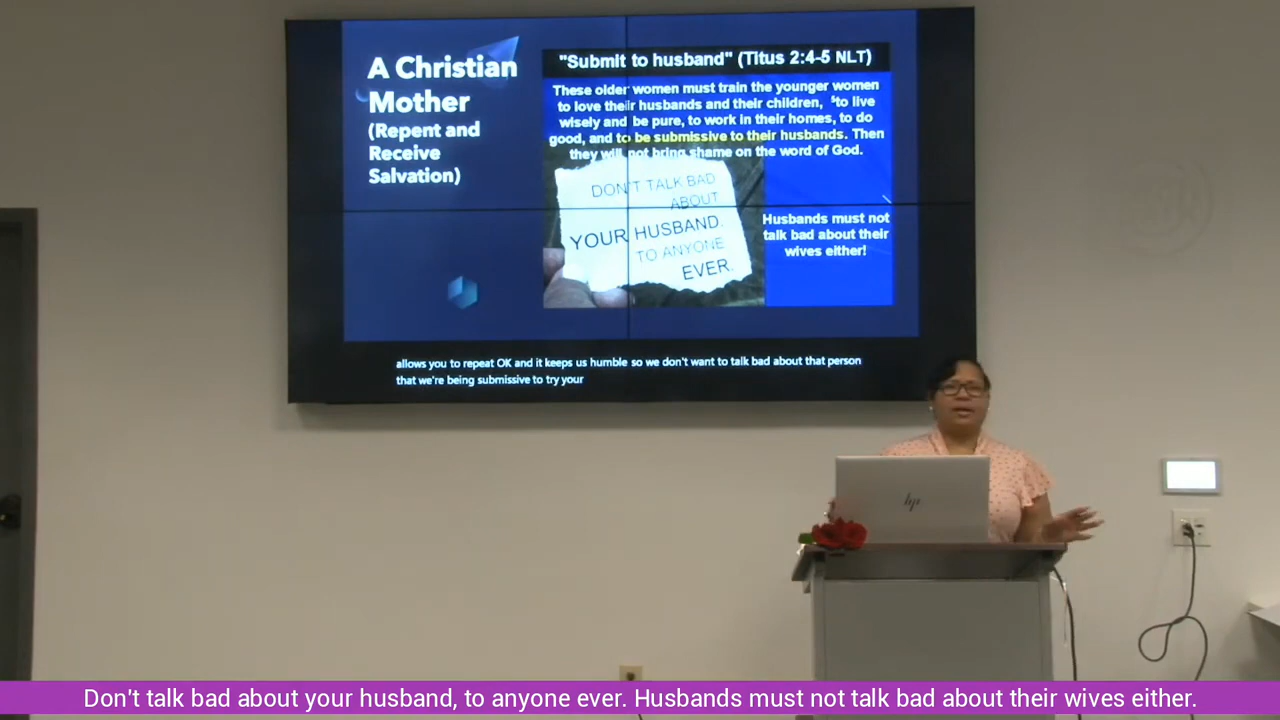 A Christian
Mother
(Repent and
Receive
Salvation)
"Submit to husband" (Titus 2:4-5 NLT)
These older women must train the younger women
to love their husbands and their children, ⁵to live
wisely and be pure, to work in their homes, to do
good, and to be submissive to their husbands. Then
they will not bring shame on the word of God.
DON'T TALK BAD
ABOUT
YOUR HUSBAND.
TO ANYONE
EVER.
Husbands must not
talk bad about their
wives either!
allows you to repeat OK and it keeps us humble so we don't want to talk bad about that person
that we're being submissive to try your
hp
Don't talk bad about your husband, to anyone ever. Husbands must not talk bad about their wives either.